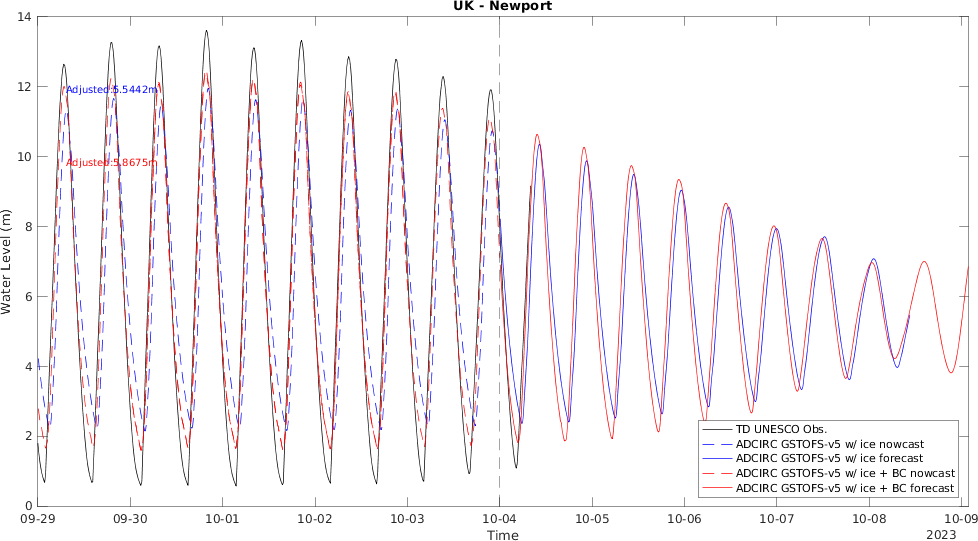 UK - Newport
14
12
10
8
6
4
2
0
Water Level (m)
Adjusted:5.5442m
Adjusted:5.8675m
TD UNESCO Obs.
ADCIRC GSTOFS-v5 w/ ice nowcast
ADCIRC GSTOFS-v5 w/ ice forecast
ADCIRC GSTOFS-v5 w/ ice + BC nowcast
ADCIRC GSTOFS-v5 w/ ice + BC forecast
09-29 09-30 10-01 10-02 10-03 10-04 10-05 10-06 10-07 10-08 10-09
Time
2023